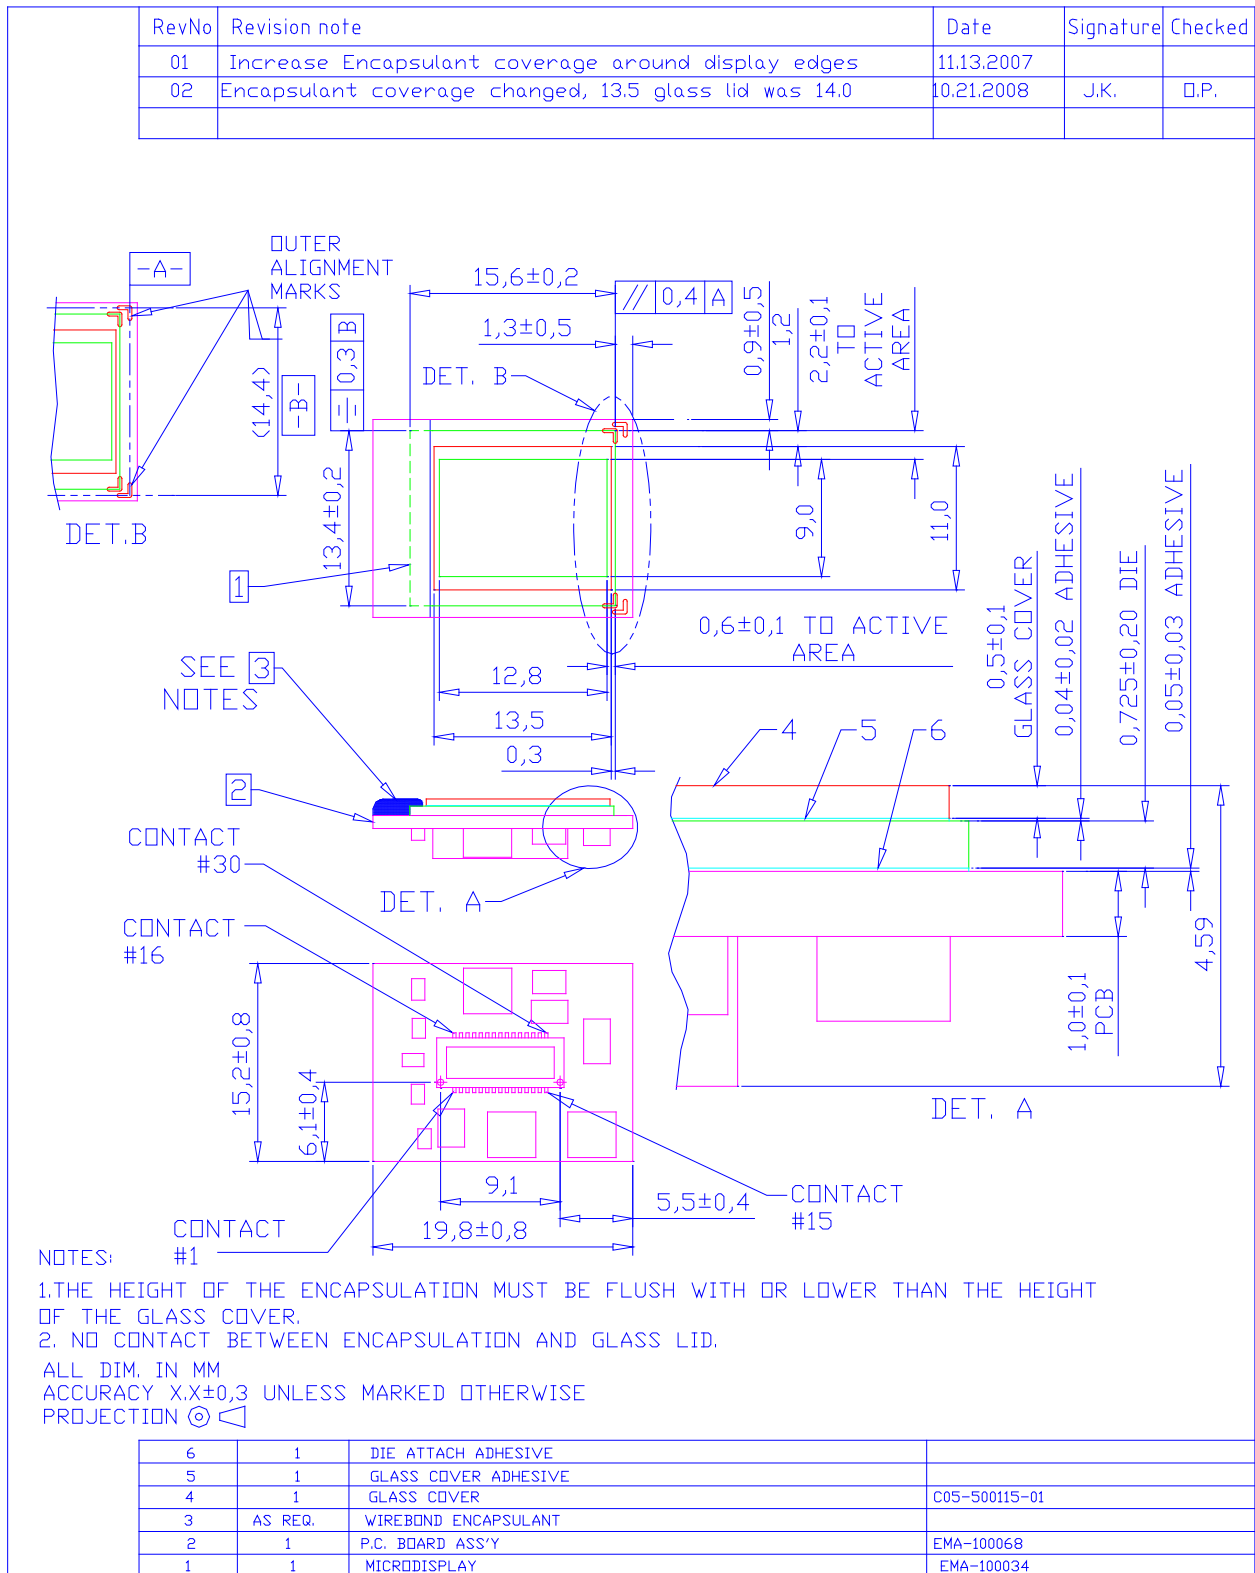 RevNo Revision note Date Signature Checked
01 Increase Encapsulant coverage around display edges 11.13.2007
02 Encapsulant coverage changed, 13.5 glass lid was 14.0 10.21.2008 J.K. O.P.
OUTER
ALIGNMENT
MARKS
-A-
(14,4)
-B-
DET.B
15,6±0,2
// 0,4 A
1,3±0,5
DET. B
0,3 B
0,9±0,5
1,2
2,2±0,1
TO
ACTIVE
AREA
13,4±0,2
9,0
11,0
1
0,6±0,1 TO ACTIVE
AREA
12,8
13,5
0,3
SEE 3
NOTES
2
0,5±0,1
GLASS COVER
0,04±0,02 ADHESIVE
0,725±0,20 DIE
0,05±0,03 ADHESIVE
4
5
6
CONTACT
#30
DET. A
CONTACT
#16
4,59
1,0±0,1
PCB
DET. A
15,2±0,8
6,1±0,4
9,1
5,5±0,4
19,8±0,8
CONTACT
#15
CONTACT
#1
NOTES:
1.THE HEIGHT OF THE ENCAPSULATION MUST BE FLUSH WITH OR LOWER THAN THE HEIGHT
OF THE GLASS COVER.
2. NO CONTACT BETWEEN ENCAPSULATION AND GLASS LID.
ALL DIM. IN MM
ACCURACY X.X±0,3 UNLESS MARKED OTHERWISE
PROJECTION
6 1 DIE ATTACH ADHESIVE
5 1 GLASS COVER ADHESIVE
4 1 GLASS COVER C05-500115-01
3 AS REQ. WIREBOND ENCAPSULANT
2 1 P.C. BOARD ASS'Y EMA-100068
1 1 MICRODISPLAY EMA-100034